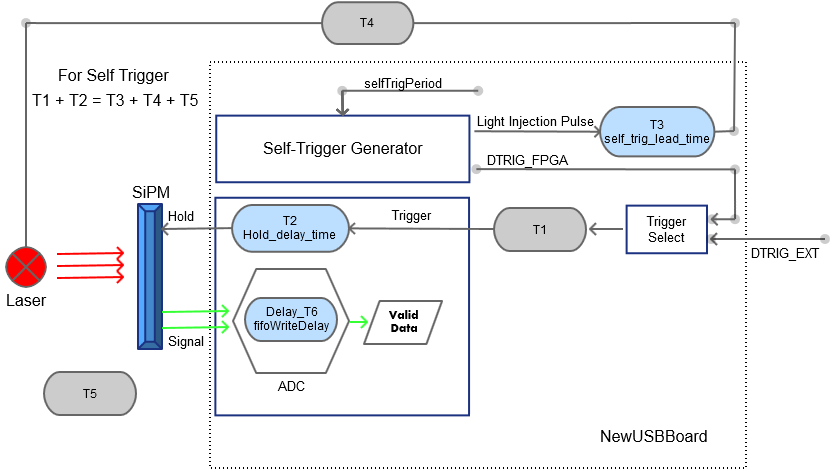 T4
For Self Trigger
T1 + T2 = T3 + T4 + T5
selfTrigPeriod
Light Injection Pulse
T3
self_trig_lead_time
Self-Trigger Generator
DTRIG_FPGA
SiPM
Hold
T2
Hold_delay_time
Trigger
T1
Trigger
Select
DTRIG_EXT
Laser
Delay_T6
fifoWriteDelay
Valid
Data
Signal
ADC
T5
NewUSBBoard